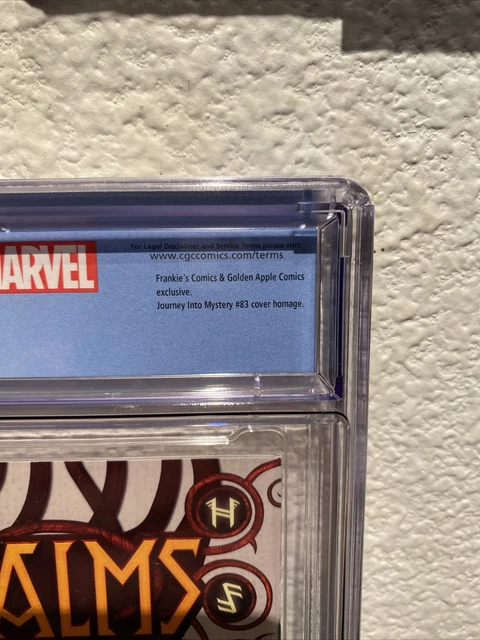 For Legal Disclaimer and Service Terms please visit:
www.cgccomics.com/terms
MARVEL
Frankie's Comics & Golden Apple Comics
exclusive.
Journey Into Mystery #83 cover homage.
H
ALMS